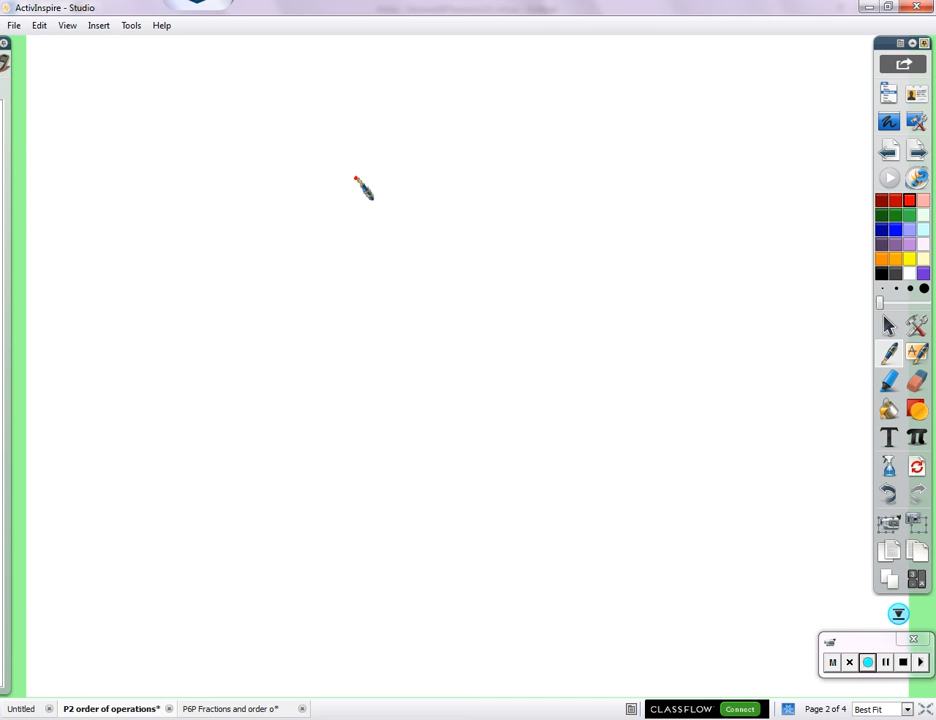 ActivInspire - Studio
File Edit View Insert Tools Help
T π
M
Untitled P2 order of operations* P6P Fractions and order o* CLASSFLOW Connect Page 2 of 4 Best Fit